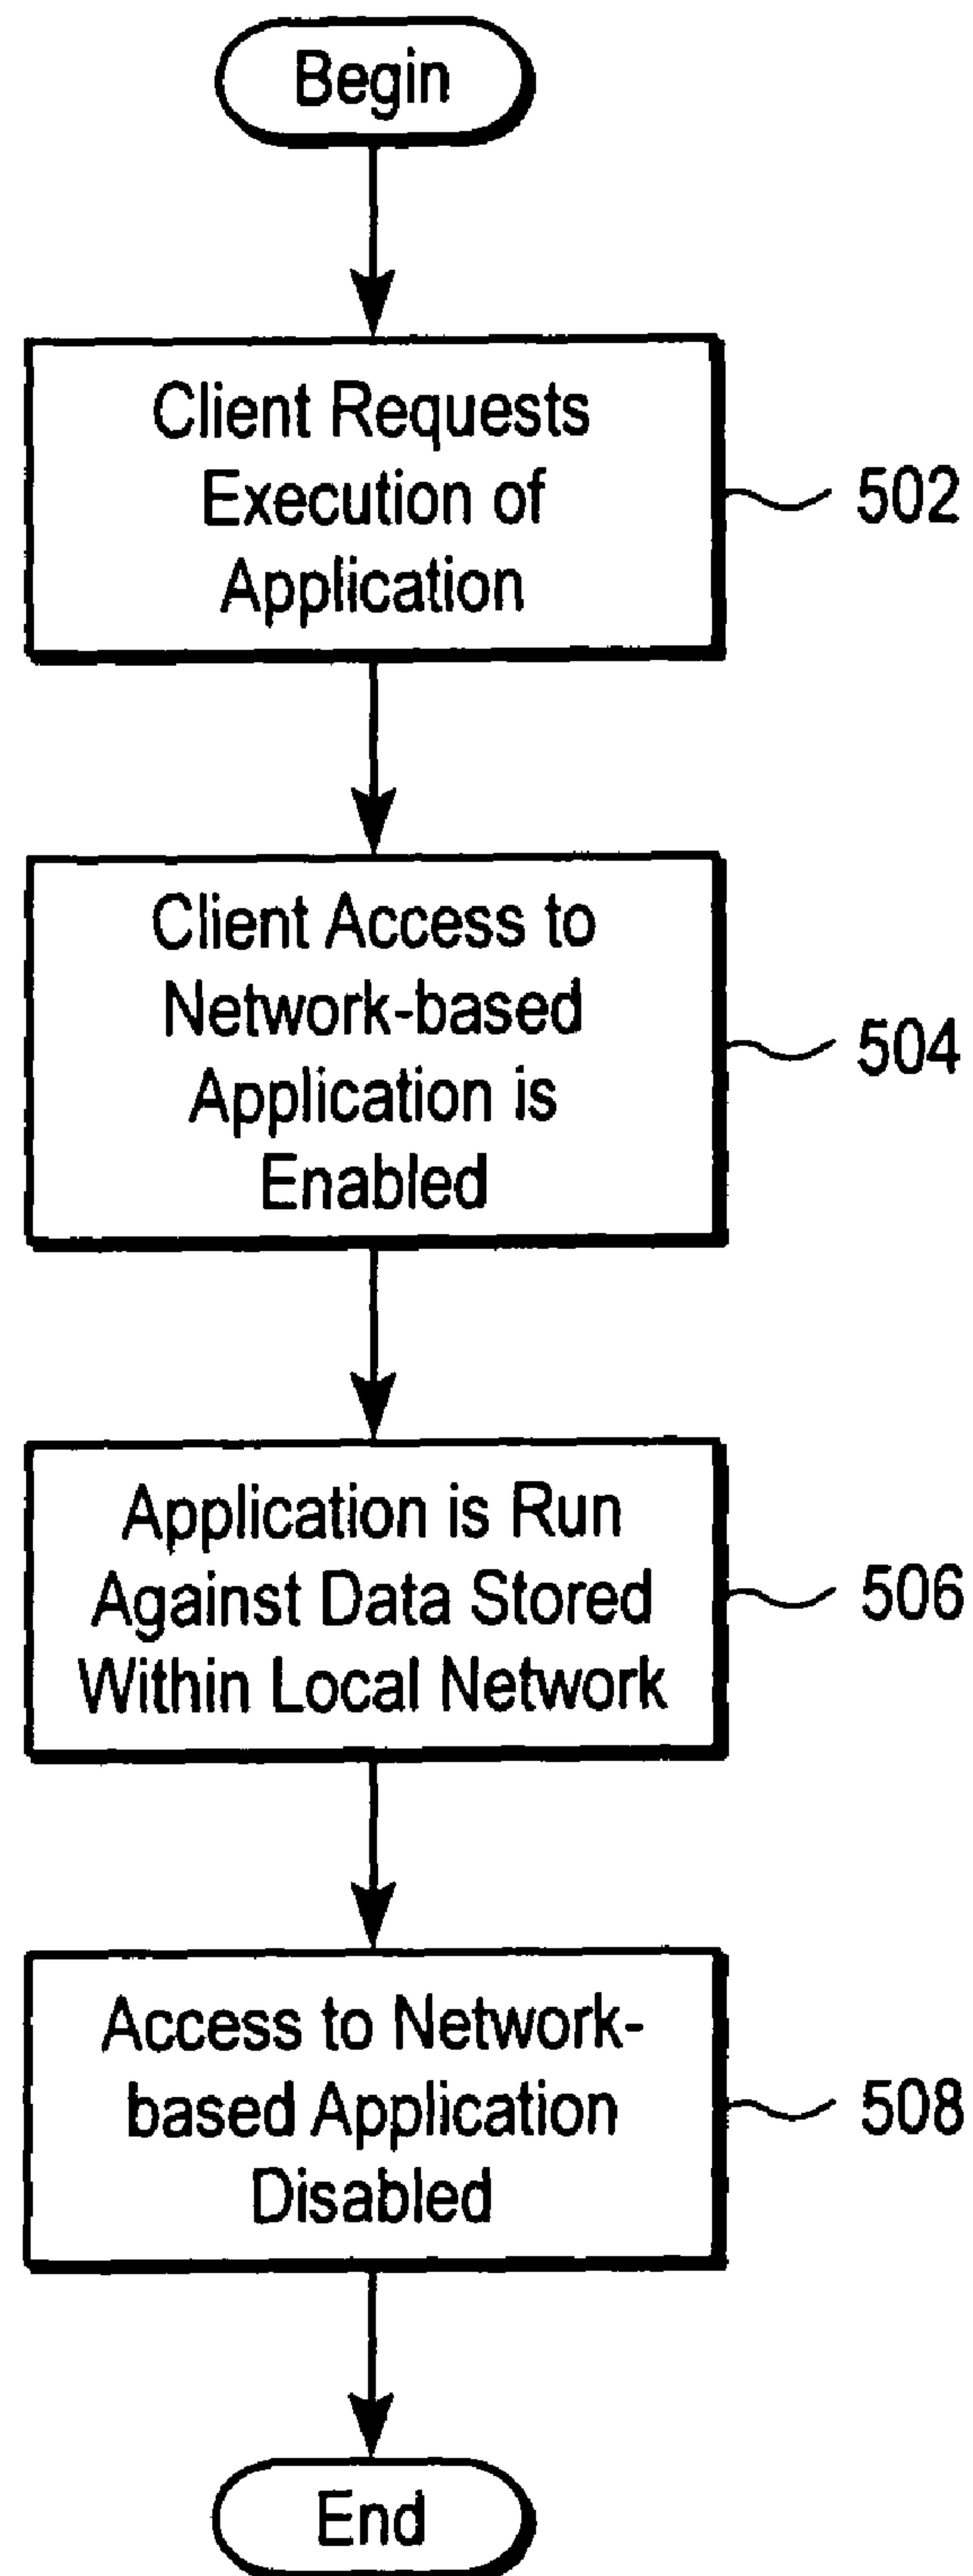 Begin
Client Requests
Execution of
Application
502
Client Access to
Network-based
Application is
Enabled
504
Application is Run
Against Data Stored
Within Local Network
506
Access to Network-
based Application
Disabled
508
End